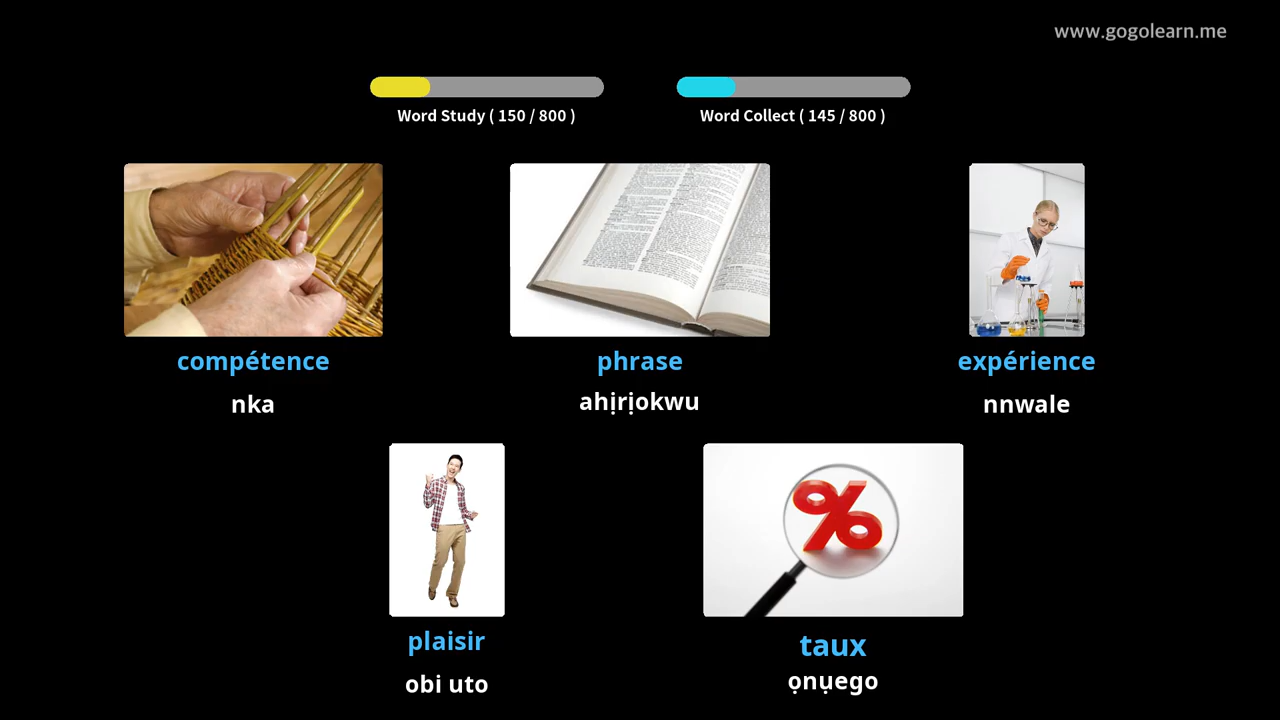 www.gogolearn.me
Word Study ( 150 / 800 )
Word Collect ( 145 / 800 )
compétence
nka
phrase
ahịrịokwu
expérience
nnwale
plaisir
obi uto
%
taux
ọnụego